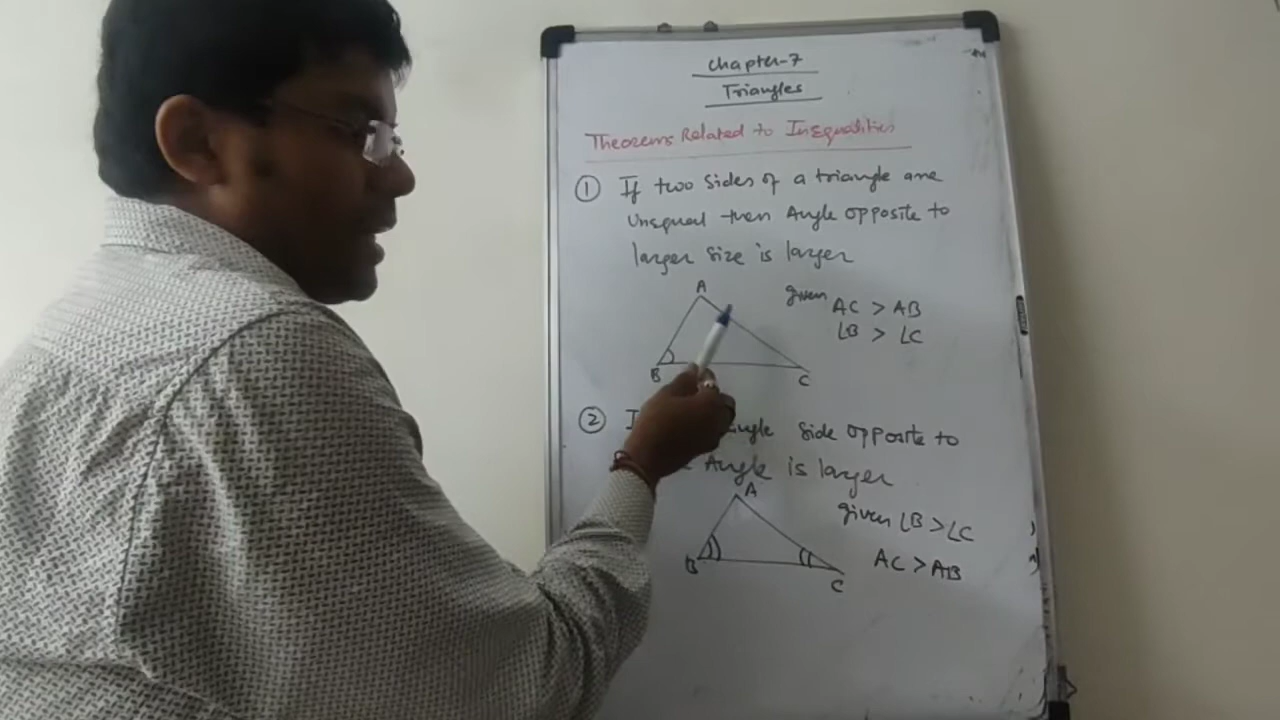 Chapter-7
Triangles
Theorems Related to Inequalities
① If two Sides of a triangle are
Unequal then Angle opposite to
larger Size is larger
A
given AC > AB
∠B > ∠C
B
C
② I
Side opposite to
Angle is larger
A
given ∠B > ∠C
AC > AB
B
C